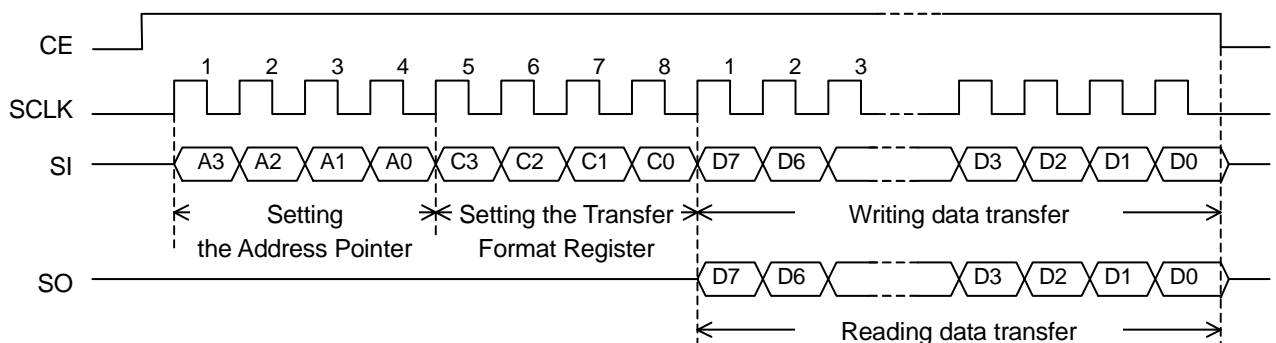 CE
1 2 3 4 5 6 7 8 1 2 3
SCLK
SI A3 A2 A1 A0 C3 C2 C1 C0 D7 D6 D3 D2 D1 D0
Setting Setting the Transfer Writing data transfer
the Address Pointer Format Register
SO D7 D6 D3 D2 D1 D0
Reading data transfer